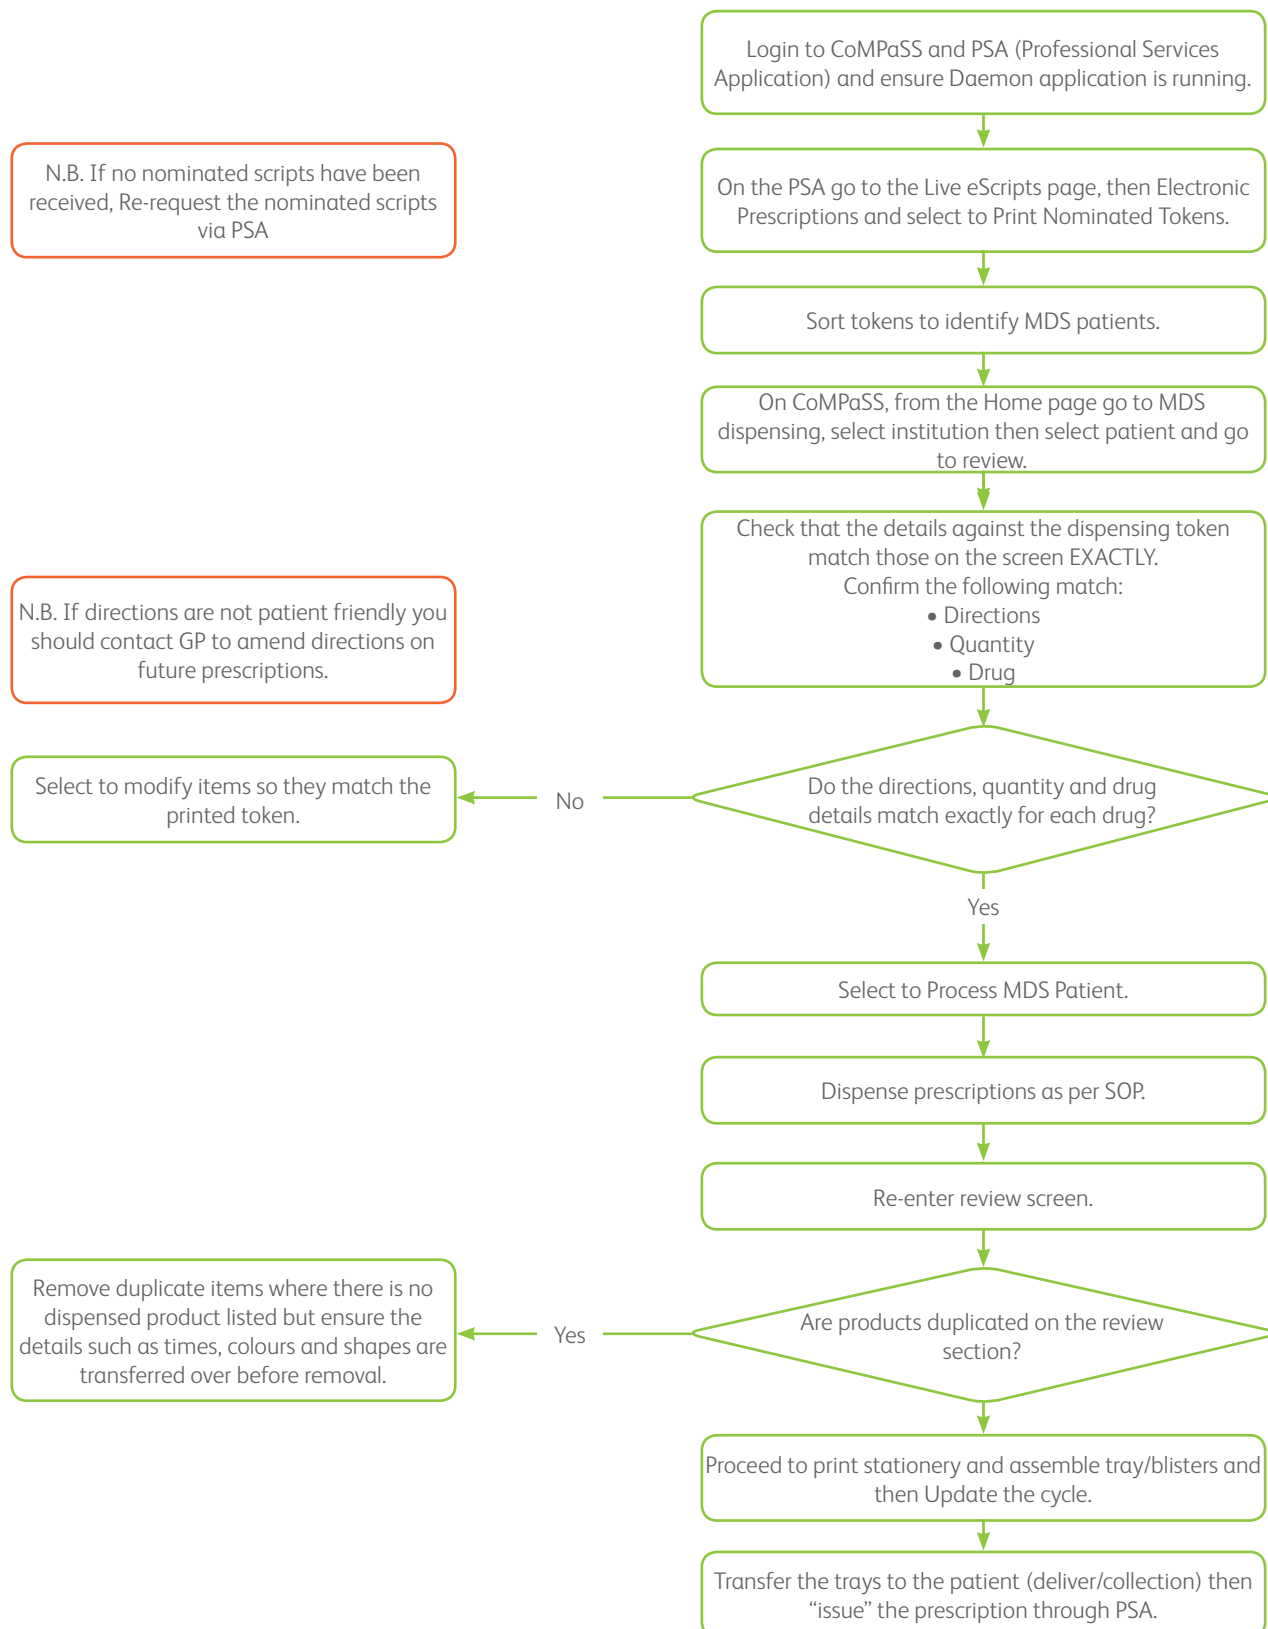 Login to CoMPaSS and PSA (Professional Services
Application) and ensure Daemon application is running.
N.B. If no nominated scripts have been
received, Re-request the nominated scripts
via PSA
On the PSA go to the Live eScripts page, then Electronic
Prescriptions and select to Print Nominated Tokens.
Sort tokens to identify MDS patients.
On CoMPaSS, from the Home page go to MDS
dispensing, select institution then select patient and go
to review.
Check that the details against the dispensing token
match those on the screen EXACTLY.
Confirm the following match:
• Directions
• Quantity
• Drug
N.B. If directions are not patient friendly you
should contact GP to amend directions on
future prescriptions.
Do the directions, quantity and drug
details match exactly for each drug?
No
Select to modify items so they match the
printed token.
Yes
Select to Process MDS Patient.
Dispense prescriptions as per SOP.
Re-enter review screen.
Are products duplicated on the review
section?
Yes
Remove duplicate items where there is no
dispensed product listed but ensure the
details such as times, colours and shapes are
transferred over before removal.
Proceed to print stationery and assemble tray/blisters and
then Update the cycle.
Transfer the trays to the patient (deliver/collection) then
“issue” the prescription through PSA.